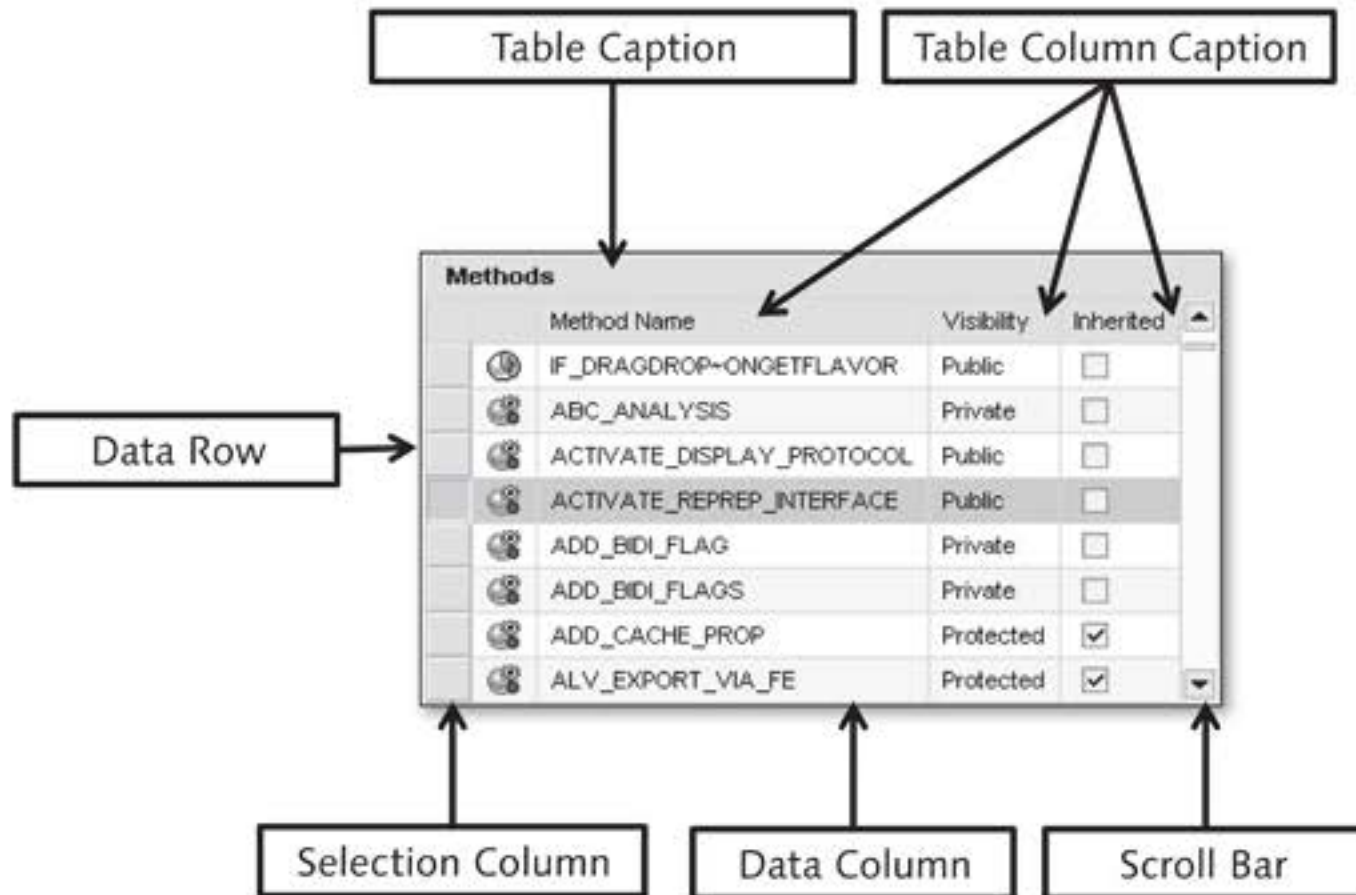 Table Caption
Table Column Caption
Methods
Method Name Visibility Inherited
IF_DRAGDROP~ONGETFLAVOR Public
ABC_ANALYSIS Private
Data Row
ACTIVATE_DISPLAY_PROTOCOL Public
ACTIVATE_REPREP_INTERFACE Public
ADD_BIDI_FLAG Private
ADD_BIDI_FLAGS Private
ADD_CACHE_PROP Protected
ALV_EXPORT_VIA_FE Protected
Selection Column
Data Column
Scroll Bar